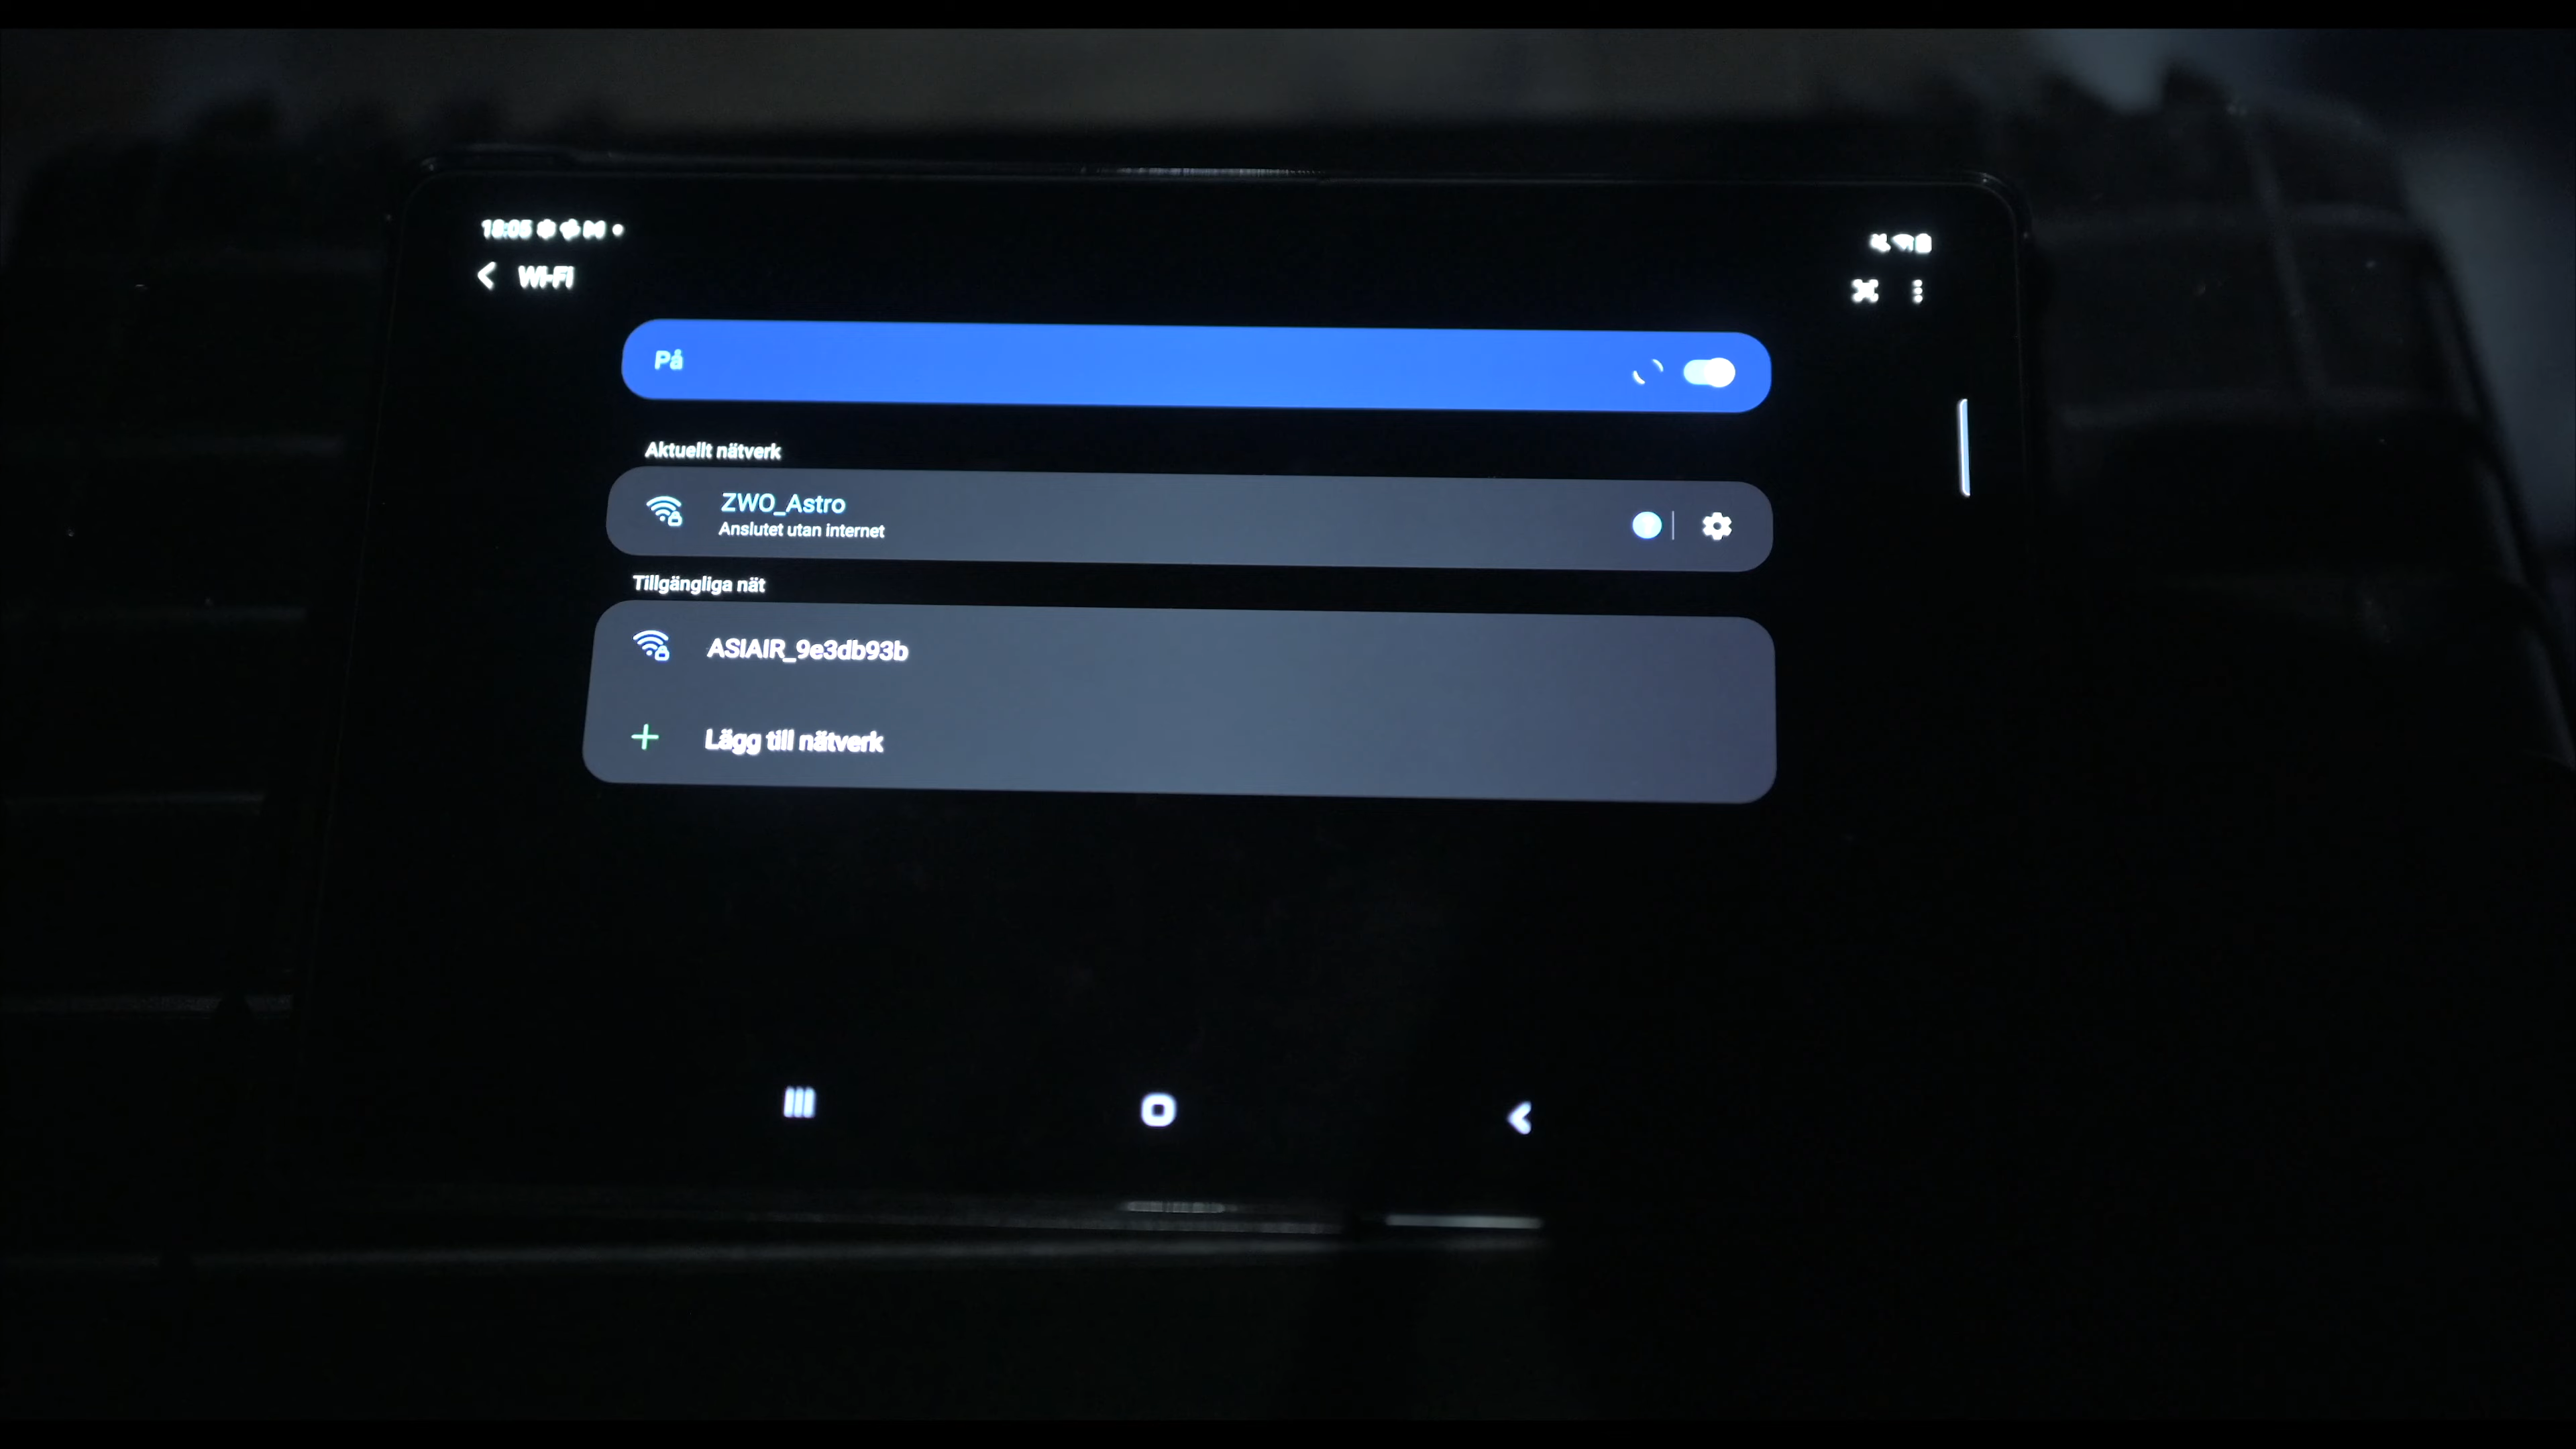 18:05
Wi-Fi
På
Aktuellt nätverk
ZWO_Astro
Anslutet utan internet
Tillgängliga nät
ASIAIR_9e3db93b
Lägg till nätverk